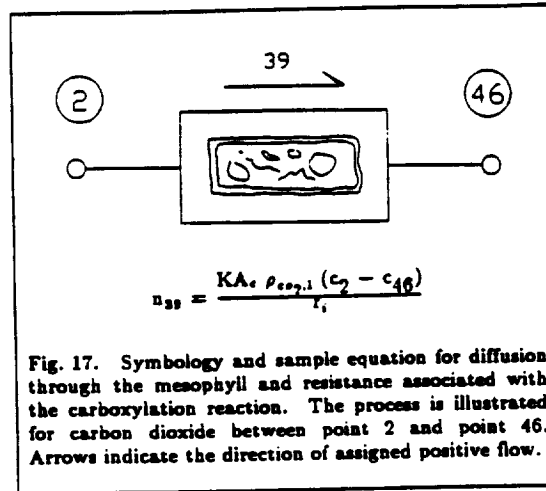 39
2
46
n₃₉ = KAₑ ρ_co₂,1 (c₂ − c₄₆) / rᵢ
Fig. 17. Symbology and sample equation for diffusion
through the mesophyll and resistance associated with
the carboxylation reaction. The process is illustrated
for carbon dioxide between point 2 and point 46.
Arrows indicate the direction of assigned positive flow.